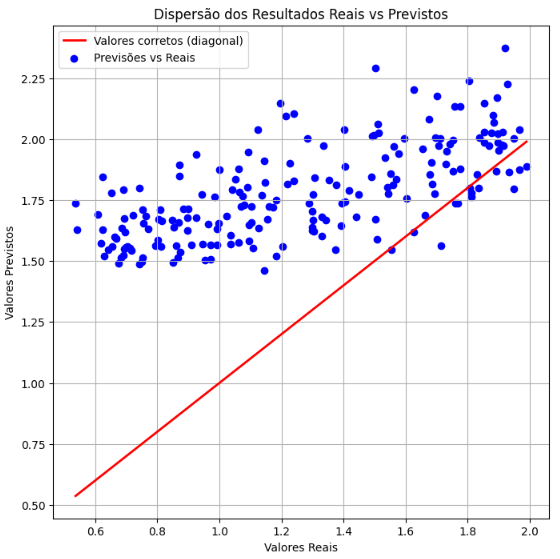 Dispersão dos Resultados Reais vs Previstos
Valores corretos (diagonal)
Previsões vs Reais
2.25
2.00
1.75
1.50
1.25
1.00
0.75
0.50
Valores Previstos
0.6 0.8 1.0 1.2 1.4 1.6 1.8 2.0
Valores Reais